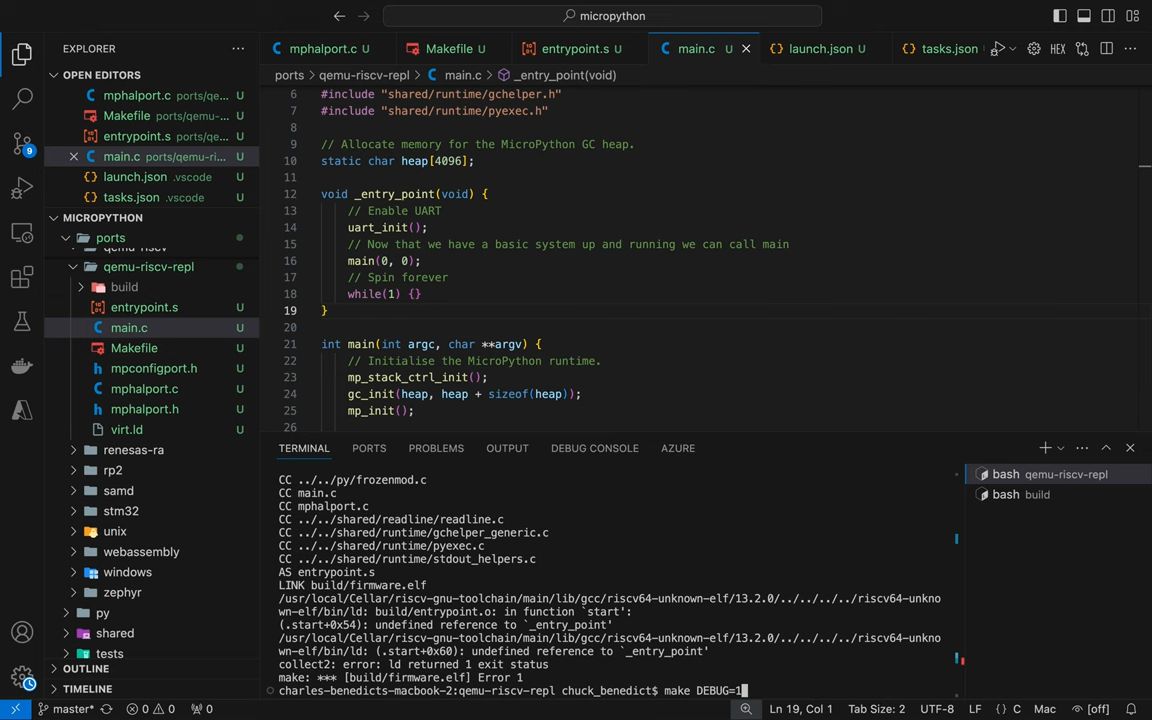 micropython
EXPLORER
OPEN EDITORS
mphalport.c ports/qe... U
Makefile ports/qemu-... U
entrypoint.s ports/qe... U
main.c ports/qemu-ri... U
launch.json .vscode U
tasks.json .vscode U
MICROPYTHON
ports
qemu-riscv-repl
build
entrypoint.s U
main.c U
Makefile U
mpconfigport.h U
mphalport.c U
mphalport.h U
virt.ld U
renesas-ra
rp2
samd
stm32
unix
webassembly
windows
zephyr
py
shared
tests
OUTLINE
TIMELINE
9
mphalport.c U
Makefile U
entrypoint.s U
main.c U
launch.json U
tasks.json
HEX
ports > qemu-riscv-repl > main.c > _entry_point(void)
6 #include "shared/runtime/gchelper.h"
7 #include "shared/runtime/pyexec.h"
8
9 // Allocate memory for the MicroPython GC heap.
10 static char heap[4096];
11
12 void _entry_point(void) {
13 // Enable UART
14 uart_init();
15 // Now that we have a basic system up and running we can call main
16 main(0, 0);
17 // Spin forever
18 while(1) {}
19 }
20
21 int main(int argc, char **argv) {
22 // Initialise the MicroPython runtime.
23 mp_stack_ctrl_init();
24 gc_init(heap, heap + sizeof(heap));
25 mp_init();
26
TERMINAL PORTS PROBLEMS OUTPUT DEBUG CONSOLE AZURE
CC ../../py/frozenmod.c
CC main.c
CC mphalport.c
CC ../../shared/readline/readline.c
CC ../../shared/runtime/gchelper_generic.c
CC ../../shared/runtime/pyexec.c
CC ../../shared/runtime/stdout_helpers.c
AS entrypoint.s
LINK build/firmware.elf
/usr/local/Cellar/riscv-gnu-toolchain/main/lib/gcc/riscv64-unknown-elf/13.2.0/../../../../riscv64-unkno
wn-elf/bin/ld: build/entrypoint.o: in function `start':
(.start+0x54): undefined reference to `_entry_point'
/usr/local/Cellar/riscv-gnu-toolchain/main/lib/gcc/riscv64-unknown-elf/13.2.0/../../../../riscv64-unkno
wn-elf/bin/ld: (.start+0x60): undefined reference to `_entry_point'
collect2: error: ld returned 1 exit status
make: *** [build/firmware.elf] Error 1
charles-benedicts-macbook-2:qemu-riscv-repl chuck_benedict$ make DEBUG=1
bash qemu-riscv-repl
bash build
master* 0 0 0 Ln 19, Col 1 Tab Size: 2 UTF-8 LF {} C Mac [off]